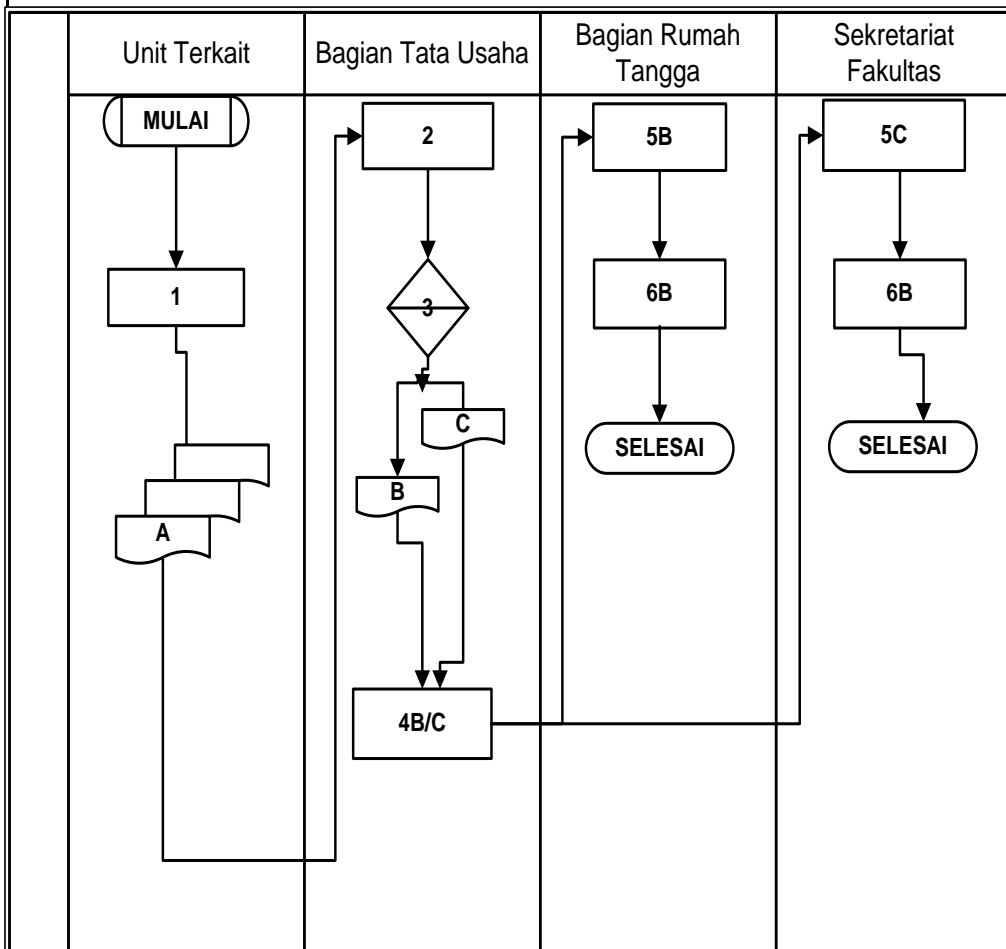 Unit Terkait
Bagian Tata Usaha
Bagian Rumah
Tangga
Sekretariat
Fakultas
MULAI
1
A
2
3
B
C
4B/C
5B
6B
SELESAI
5C
6B
SELESAI